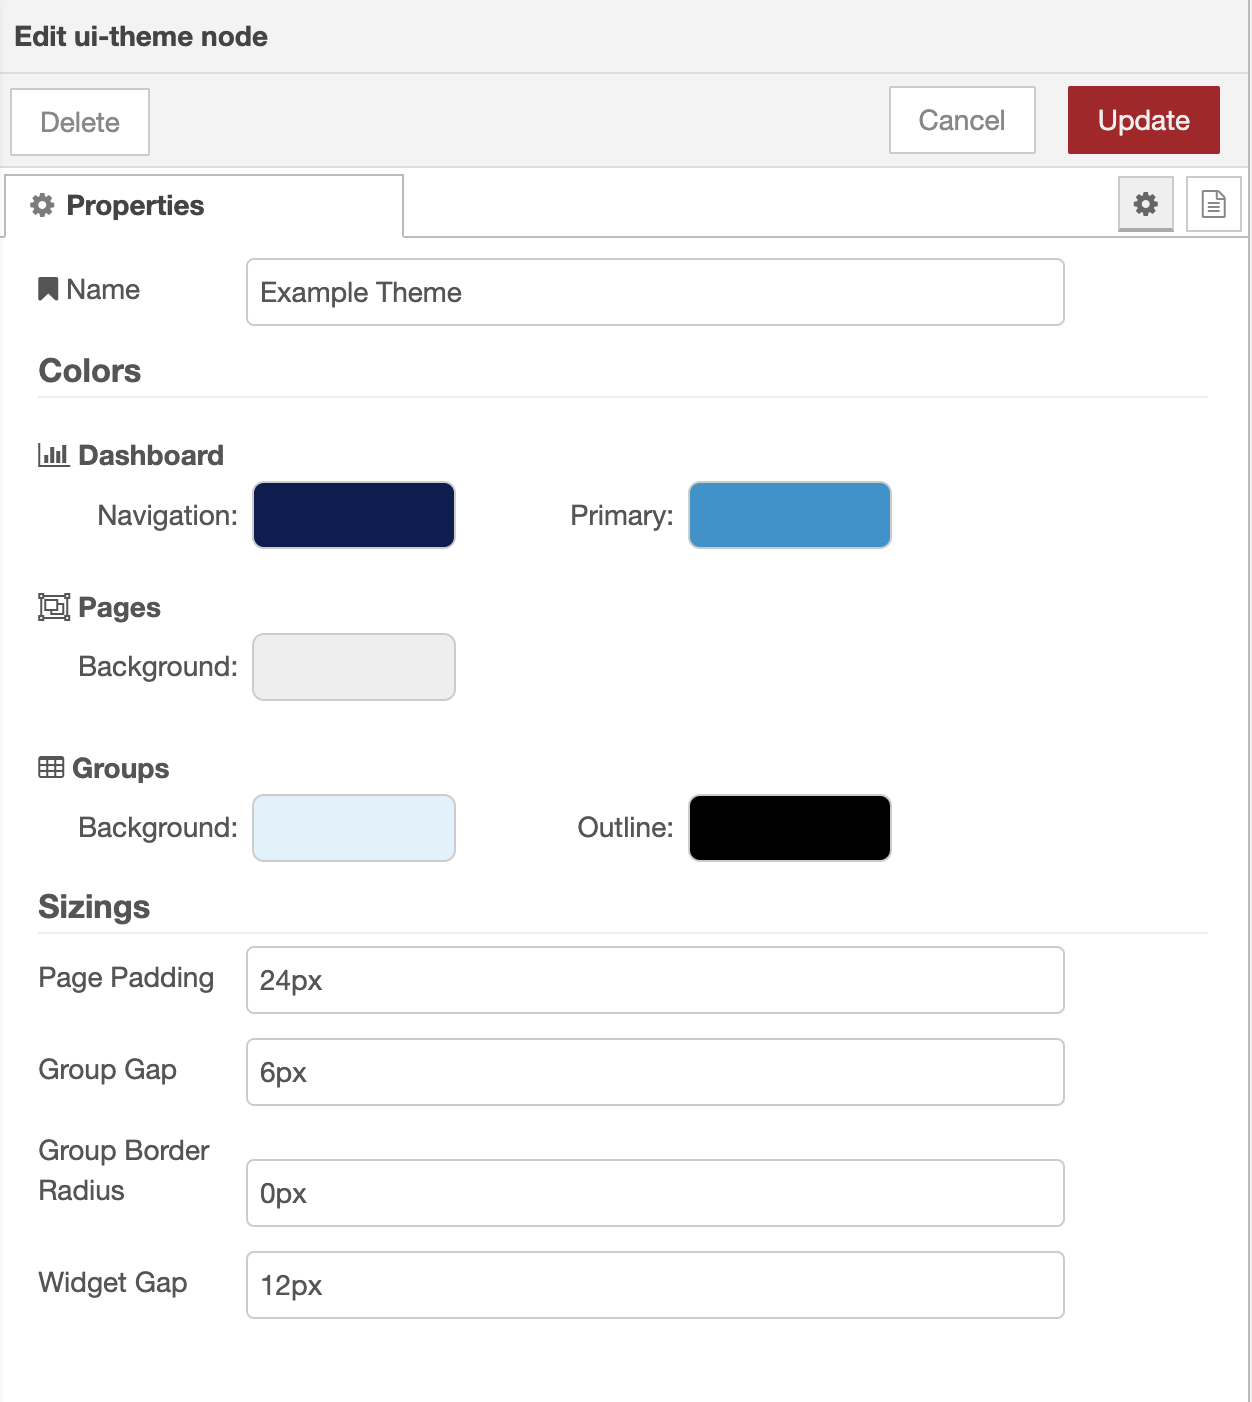 Edit ui-theme node
Delete
Cancel
Update
Properties
Name
Example Theme
Colors
Dashboard
Navigation:
Primary:
Pages
Background:
Groups
Background:
Outline:
Sizings
Page Padding
24px
Group Gap
6px
Group Border
Radius
0px
Widget Gap
12px